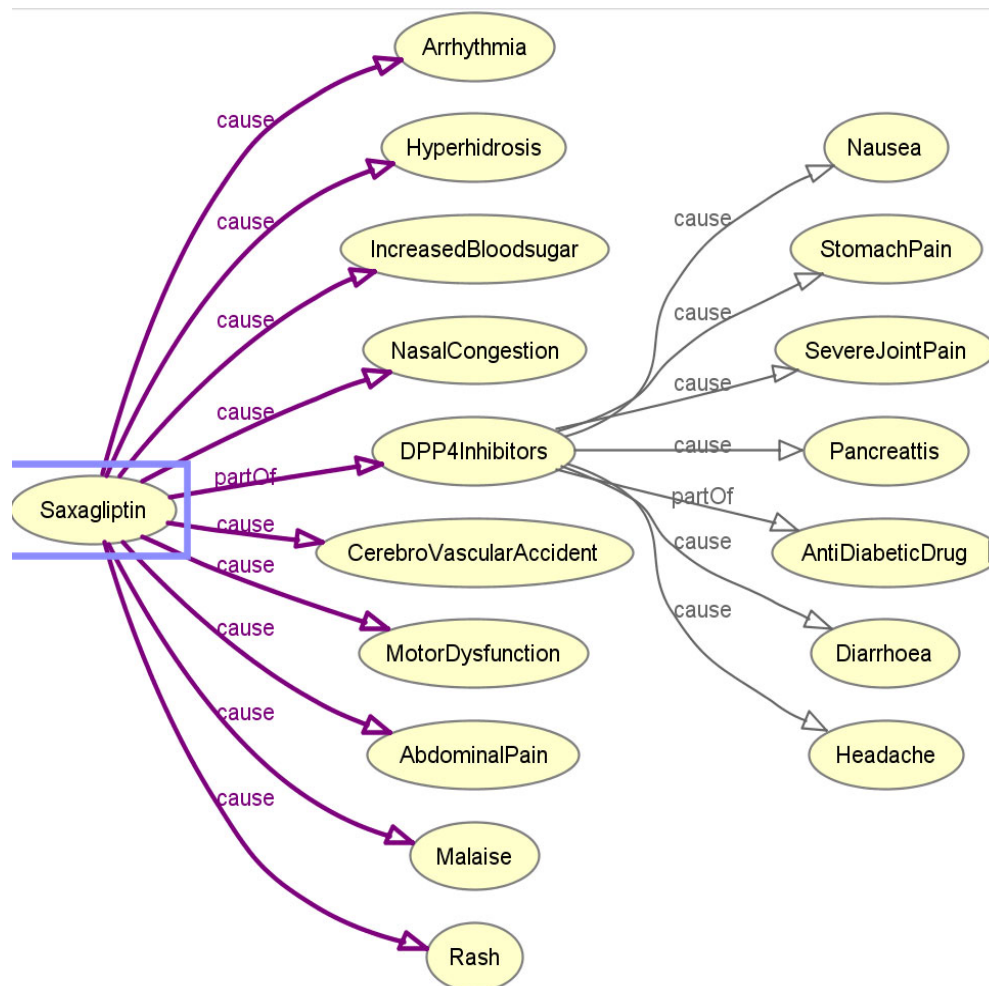 Arrhythmia
cause
Hyperhidrosis
Nausea
cause
cause
IncreasedBloodsugar
StomachPain
cause
cause
NasalCongestion
SevereJointPain
cause
cause
DPP4Inhibitors
cause
Pancreattis
partOf
partOf
Saxagliptin
cause
CerebroVascularAccident
cause
AntiDiabeticDrug
cause
cause
cause
MotorDysfunction
Diarrhoea
cause
AbdominalPain
Headache
cause
Malaise
Rash